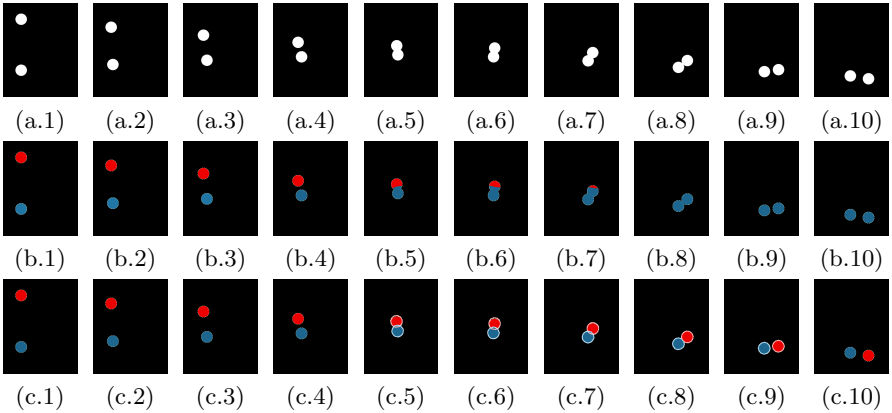 (a.1) (a.2) (a.3) (a.4) (a.5) (a.6) (a.7) (a.8) (a.9) (a.10)
(b.1) (b.2) (b.3) (b.4) (b.5) (b.6) (b.7) (b.8) (b.9) (b.10)
(c.1) (c.2) (c.3) (c.4) (c.5) (c.6) (c.7) (c.8) (c.9) (c.10)